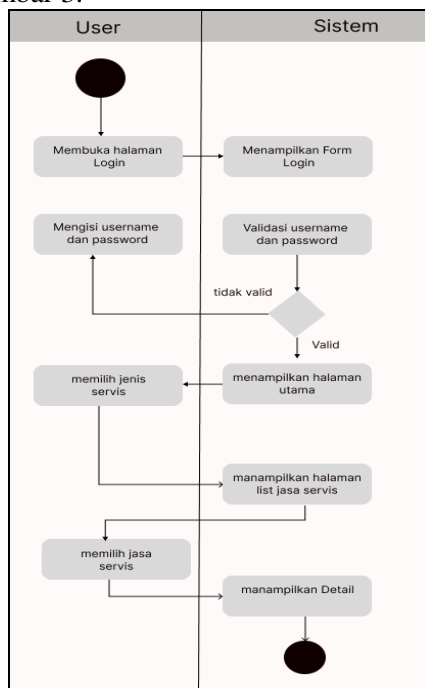 User
Sistem
Membuka halaman
Login
Menampilkan Form
Login
Mengisi username
dan password
Validasi username
dan password
tidak valid
Valid
memilih jenis
servis
menampilkan halaman
utama
manampilkan halaman
list jasa servis
memilih jasa
servis
manampilkan Detail